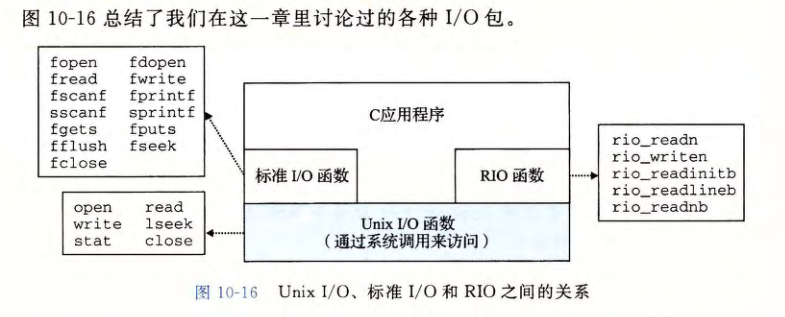 图 10-16 总结了我们在这一章里讨论过的各种 I/O 包。
fopen fdopen
fread fwrite
fscanf fprintf
sscanf sprintf
fgets fputs
fflush fseek
fclose
C应用程序
标准 I/O 函数
RIO 函数
rio_readn
rio_writen
rio_readinitb
rio_readlineb
rio_readnb
open read
write lseek
stat close
Unix I/O 函数
（通过系统调用来访问）
图 10-16 Unix I/O、标准 I/O 和 RIO 之间的关系